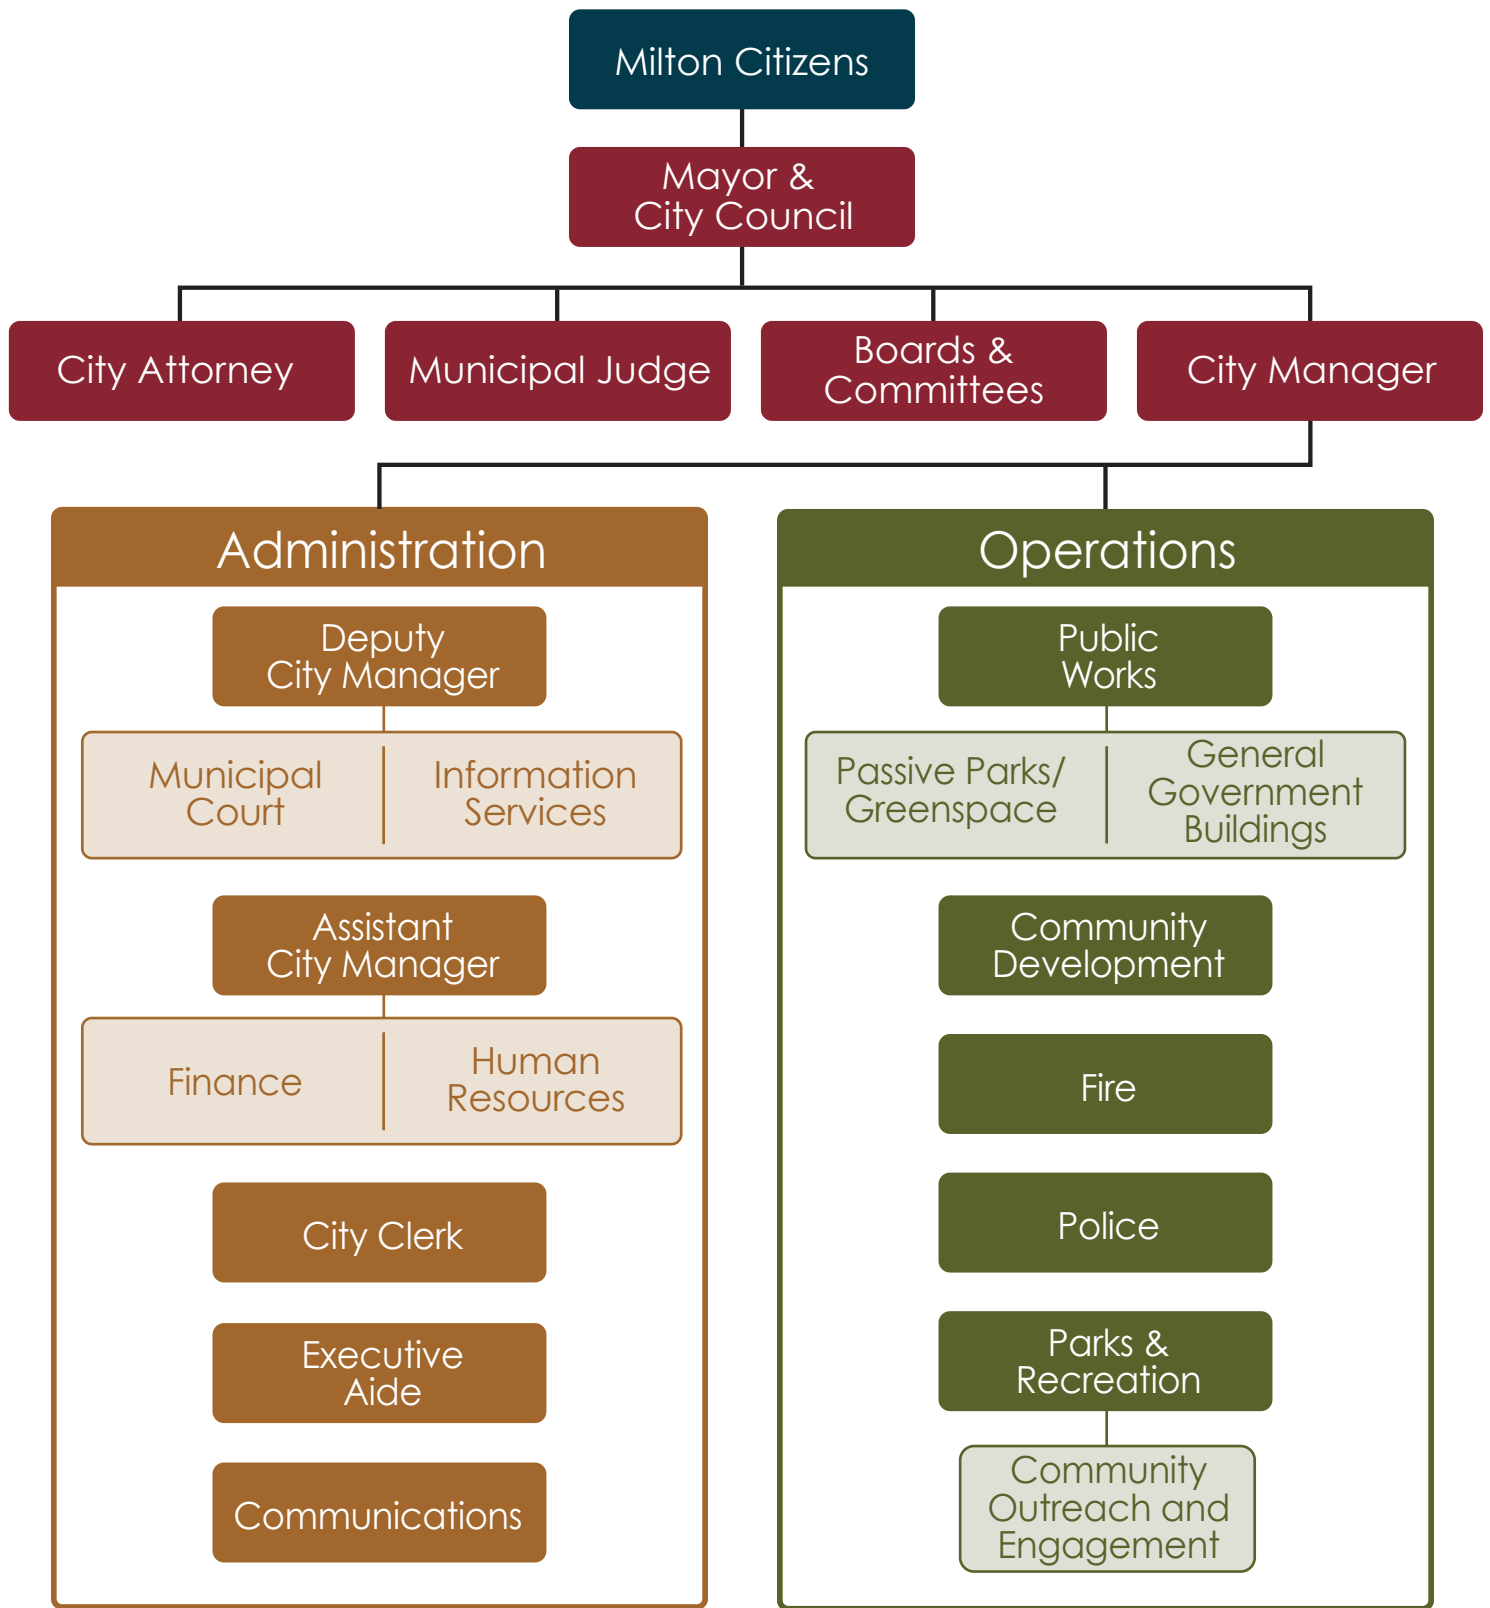 Milton Citizens
Mayor &
City Council
City Attorney
Municipal Judge
Boards &
Committees
City Manager
Administration
Deputy
City Manager
Municipal
Court
Information
Services
Assistant
City Manager
Finance
Human
Resources
City Clerk
Executive
Aide
Communications
Operations
Public
Works
Passive Parks/
Greenspace
General
Government
Buildings
Community
Development
Fire
Police
Parks &
Recreation
Community
Outreach and
Engagement